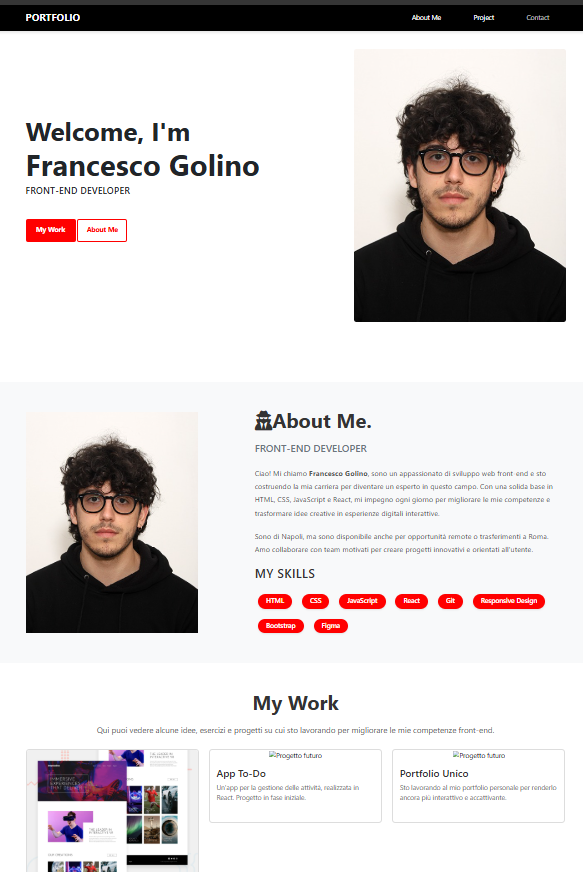 PORTFOLIO
About Me
Project
Contact
Welcome, I'm
Francesco Golino
FRONT-END DEVELOPER
My Work
About Me
About Me.
FRONT-END DEVELOPER
Ciao! Mi chiamo Francesco Golino, sono un appassionato di sviluppo web front-end e sto
costruendo la mia carriera per diventare un esperto in questo campo. Con una solida base in
HTML, CSS, JavaScript e React, mi impegno ogni giorno per migliorare le mie competenze e
trasformare idee creative in esperienze digitali interattive.
Sono di Napoli, ma sono disponibile anche per opportunità remote o trasferimenti a Roma.
Amo collaborare con team motivati per creare progetti innovativi e orientati all'utente.
MY SKILLS
HTML
CSS
JavaScript
React
Git
Responsive Design
Bootstrap
Figma
My Work
Qui puoi vedere alcune idee, esercizi e progetti su cui sto lavorando per migliorare le mie competenze front-end.
Progetto futuro
App To-Do
Un'app per la gestione delle attività, realizzata in
React. Progetto in fase iniziale.
Progetto futuro
Portfolio Unico
Sto lavorando al mio portfolio personale per renderlo
ancora più interattivo e accattivante.